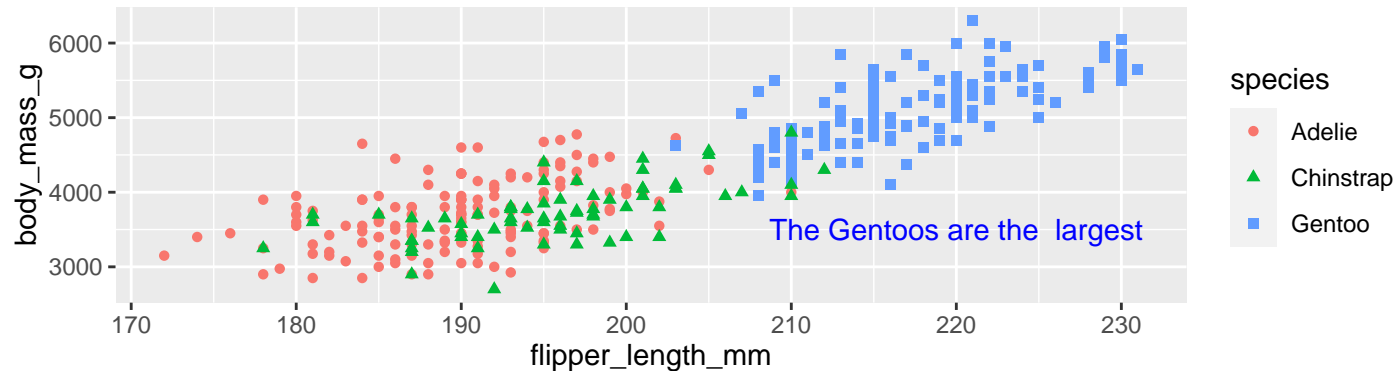 6000
5000
4000
3000
body_mass_g
170 180 190 200 210 220 230
flipper_length_mm
The Gentoos are the  largest
species
Adelie
Chinstrap
Gentoo